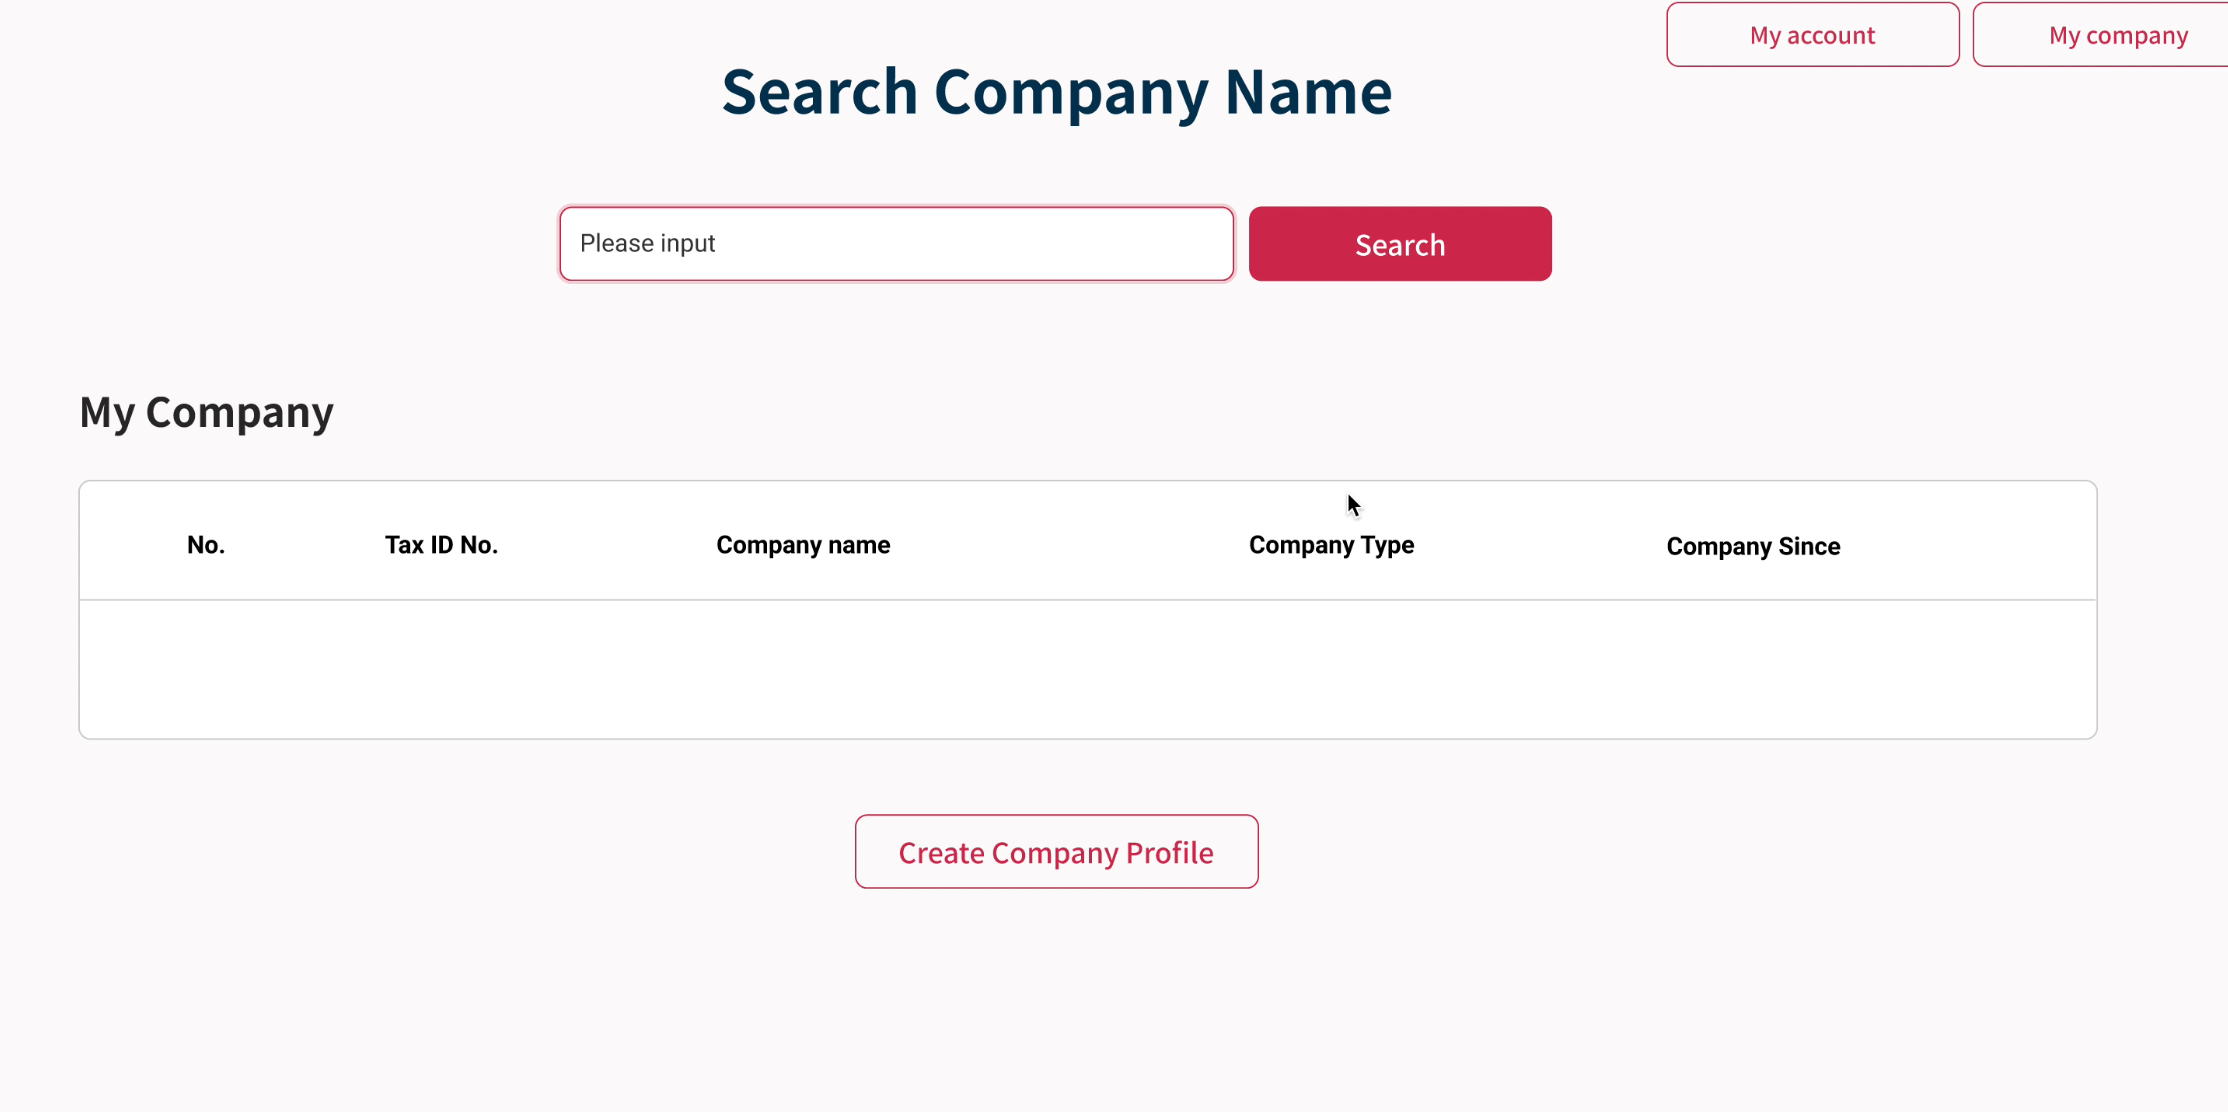 My account
My company
Search Company Name
Please input
Search
My Company
No.
Tax ID No.
Company name
Company Type
Company Since
Create Company Profile